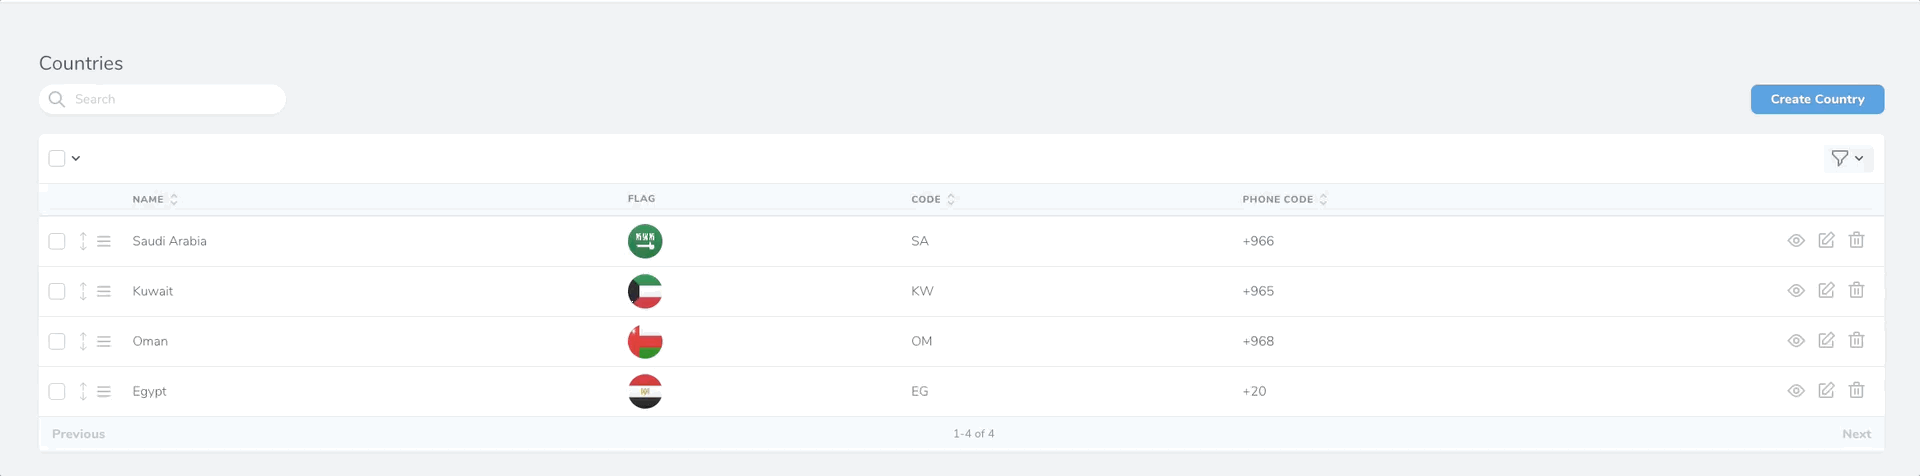 Countries
Search
Create Country
NAME FLAG CODE PHONE CODE
Saudi Arabia SA +966
Kuwait KW +965
Oman OM +968
Egypt EG +20
Previous 1-4 of 4 Next